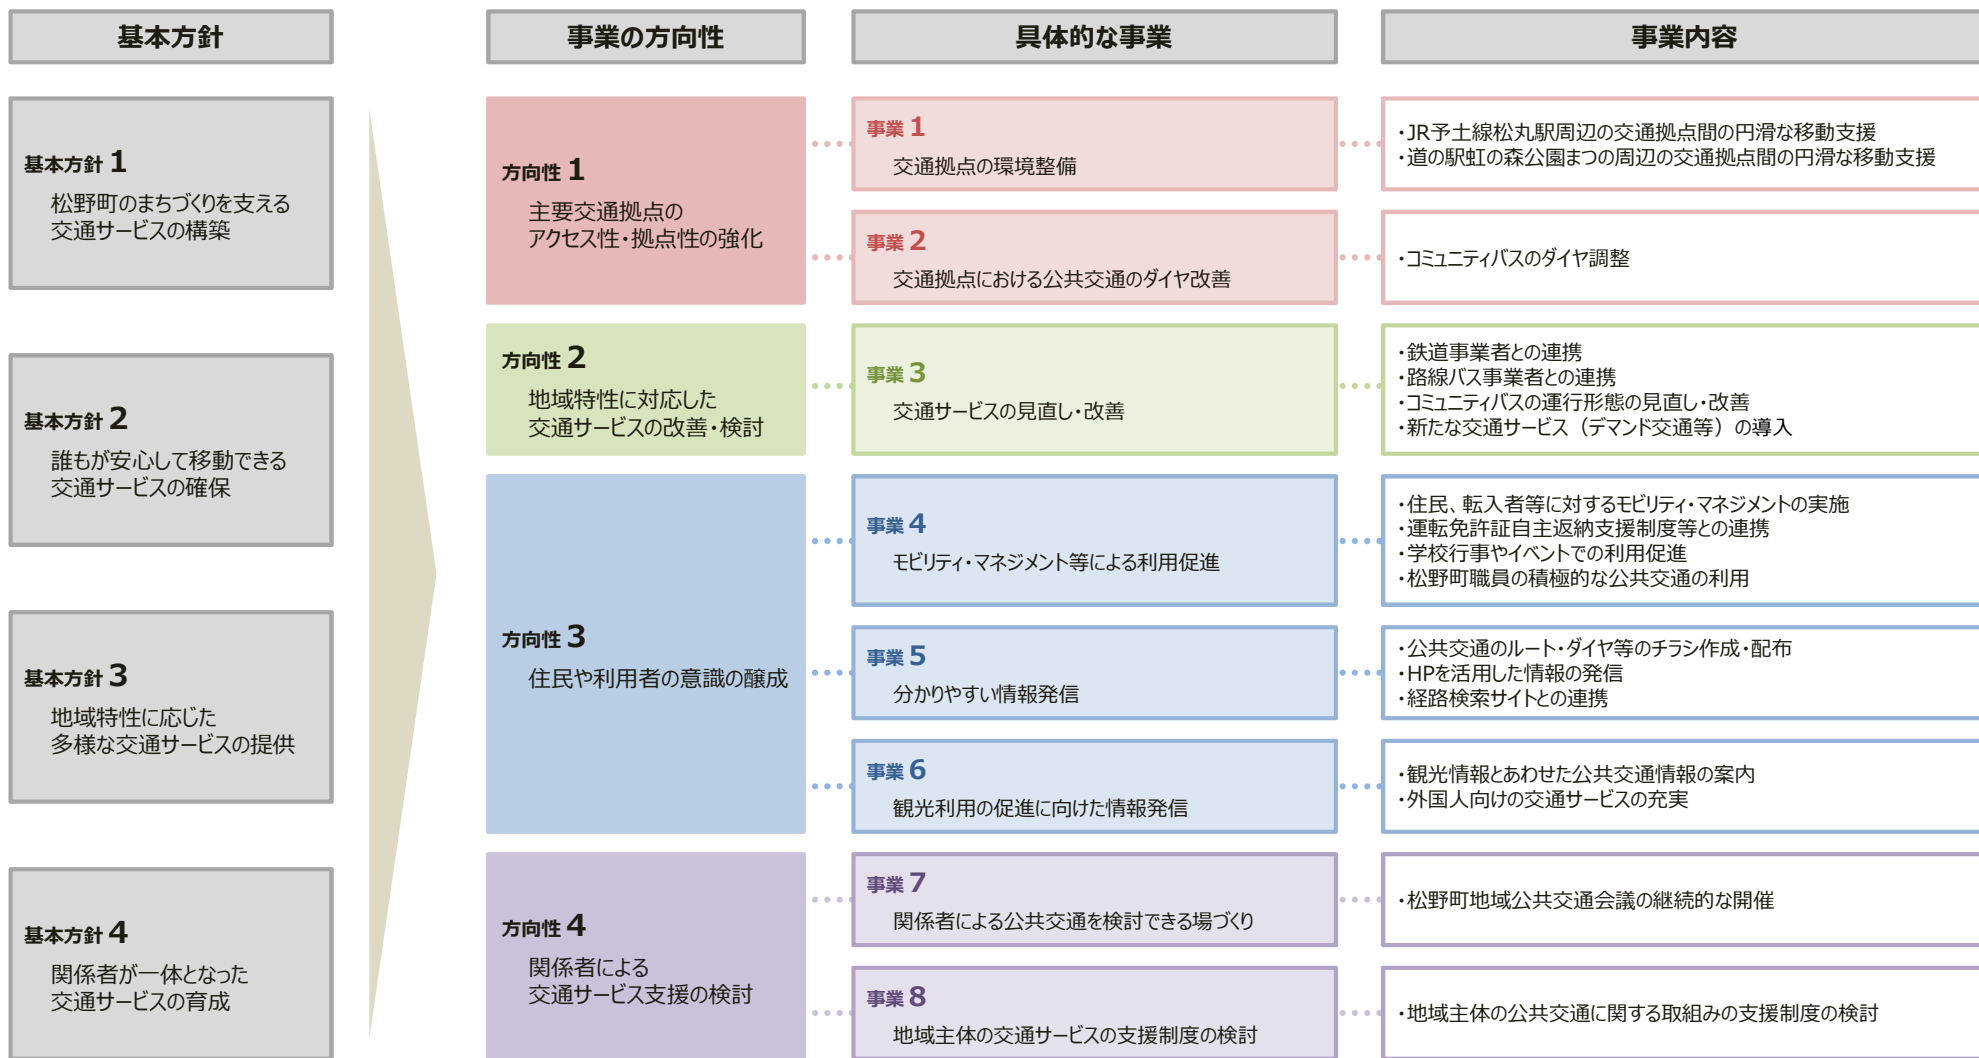 基本方針
事業の方向性
具体的な事業
事業内容
基本方針 1
松野町のまちづくりを支える
交通サービスの構築
基本方針 2
誰もが安心して移動できる
交通サービスの確保
基本方針 3
地域特性に応じた
多様な交通サービスの提供
基本方針 4
関係者が一体となった
交通サービスの育成
方向性 1
主要交通拠点の
アクセス性・拠点性の強化
事業 1
交通拠点の環境整備
・JR予土線松丸駅周辺の交通拠点間の円滑な移動支援
・道の駅虹の森公園まつの周辺の交通拠点間の円滑な移動支援
事業 2
交通拠点における公共交通のダイヤ改善
・コミュニティバスのダイヤ調整
方向性 2
地域特性に対応した
交通サービスの改善・検討
事業 3
交通サービスの見直し・改善
・鉄道事業者との連携
・路線バス事業者との連携
・コミュニティバスの運行形態の見直し・改善
・新たな交通サービス（デマンド交通等）の導入
方向性 3
住民や利用者の意識の醸成
事業 4
モビリティ・マネジメント等による利用促進
・住民、転入者等に対するモビリティ・マネジメントの実施
・運転免許証自主返納支援制度等との連携
・学校行事やイベントでの利用促進
・松野町職員の積極的な公共交通の利用
事業 5
分かりやすい情報発信
・公共交通のルート・ダイヤ等のチラシ作成・配布
・HPを活用した情報の発信
・経路検索サイトとの連携
事業 6
観光利用の促進に向けた情報発信
・観光情報とあわせた公共交通情報の案内
・外国人向けの交通サービスの充実
方向性 4
関係者による
交通サービス支援の検討
事業 7
関係者による公共交通を検討できる場づくり
・松野町地域公共交通会議の継続的な開催
事業 8
地域主体の交通サービスの支援制度の検討
・地域主体の公共交通に関する取組みの支援制度の検討